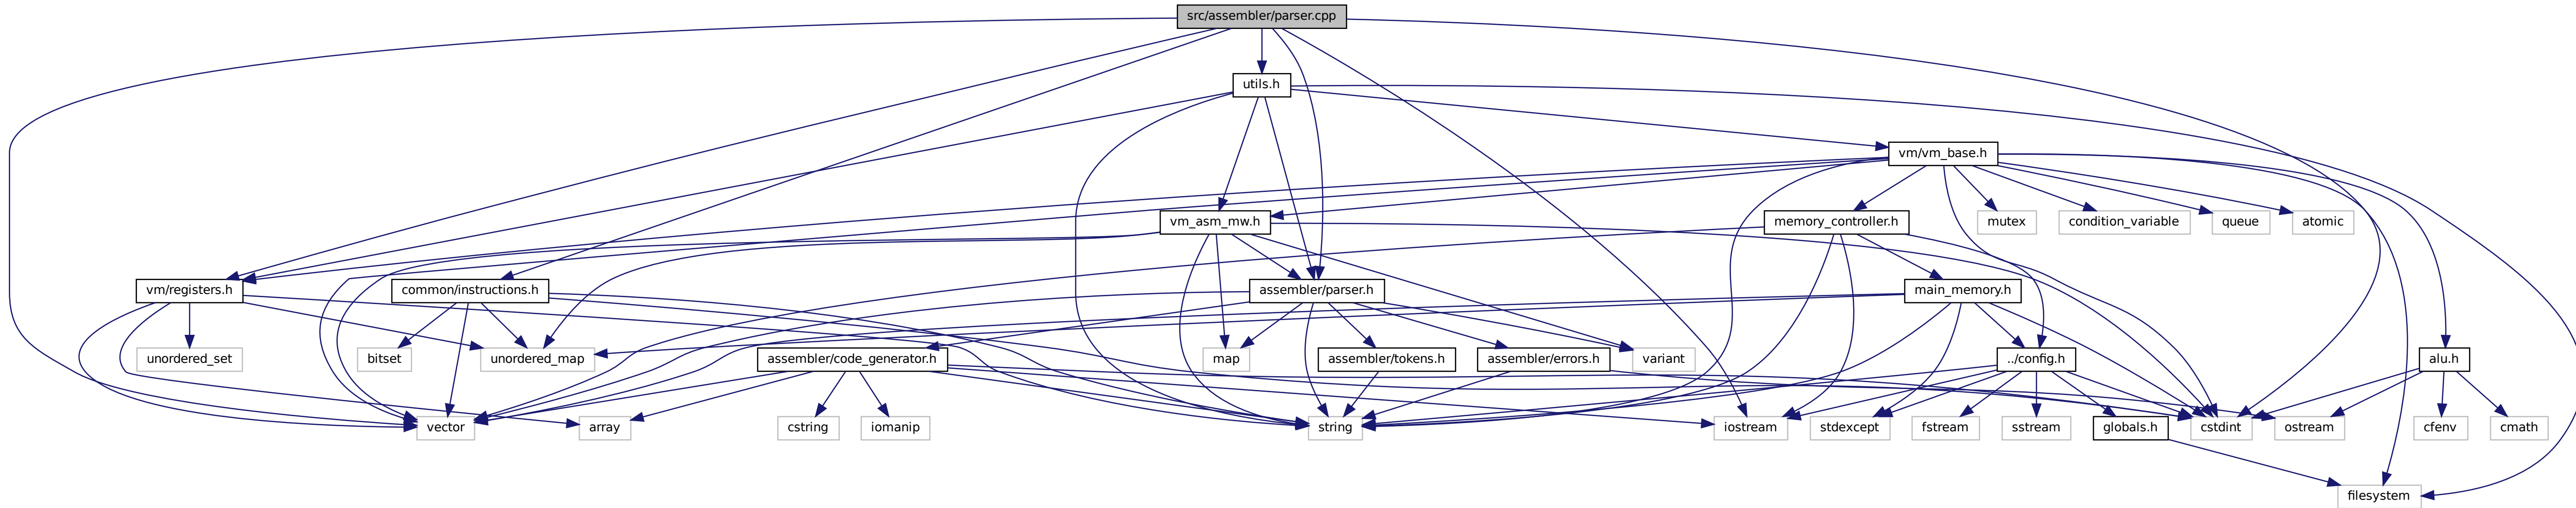 src/assembler/parser.cpp
utils.h
vm/vm_base.h
vm_asm_mw.h
memory_controller.h
mutex
condition_variable
queue
atomic
vm/registers.h
common/instructions.h
assembler/parser.h
main_memory.h
unordered_set
bitset
unordered_map
assembler/code_generator.h
map
assembler/tokens.h
assembler/errors.h
variant
../config.h
alu.h
vector
array
cstring
iomanip
string
iostream
stdexcept
fstream
sstream
globals.h
cstdint
ostream
cfenv
cmath
filesystem